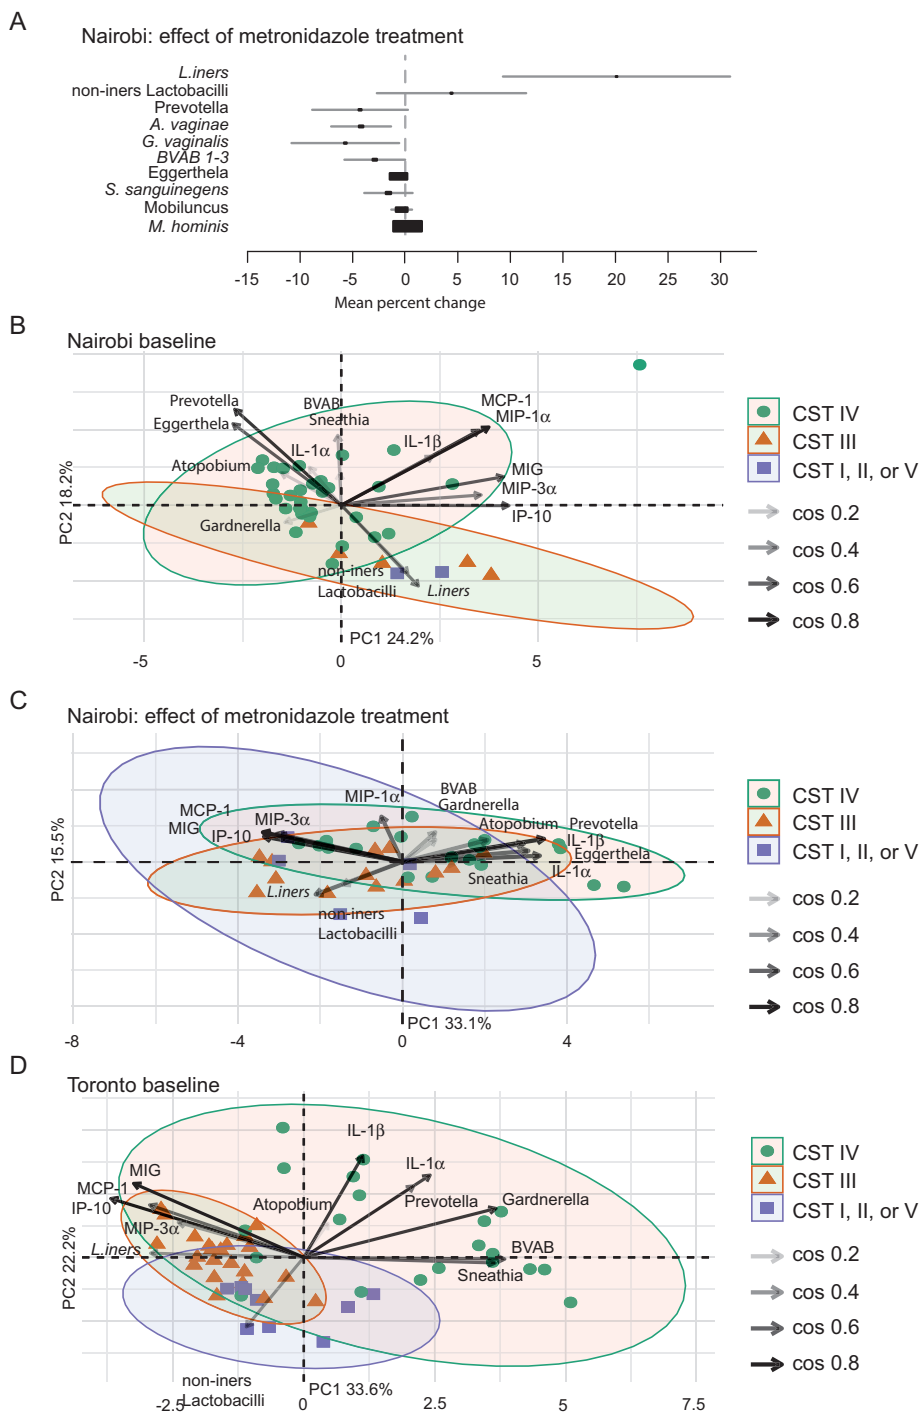 A
Nairobi: effect of metronidazole treatment
L.iners
non-iners Lactobacilli
Prevotella
A. vaginae
G. vaginalis
BVAB 1-3
Eggerthela
S. sanguinegens
Mobiluncus
M. hominis
-15 -10 -5 0 5 10 15 20 25 30
Mean percent change
B
Nairobi baseline
Prevotella
Eggerthela
BVAB
Sneathia
MCP-1
MIP-1α
IL-1α
IL-1β
Atopobium
MIG
MIP-3α
IP-10
Gardnerella
non-iners
Lactobacilli
L.iners
PC2 18.2%
PC1 24.2%
-5 0 5
CST IV
CST III
CST I, II, or V
cos 0.2
cos 0.4
cos 0.6
cos 0.8
C
Nairobi: effect of metronidazole treatment
MCP-1
MIG
MIP-3α
IP-10
MIP-1α
BVAB
Gardnerella
Atopobium
Prevotella
IL-1β
Eggerthela
IL-1α
Sneathia
L.iners
non-iners
Lactobacilli
PC2 15.5%
PC1 33.1%
-8 -4 0 4
CST IV
CST III
CST I, II, or V
cos 0.2
cos 0.4
cos 0.6
cos 0.8
D
Toronto baseline
IL-1β
IL-1α
MIG
MCP-1
IP-10
MIP-3α
L.iners
Atopobium
Prevotella
Gardnerella
BVAB
Sneathia
non-iners
Lactobacilli
PC2 22.2%
PC1 33.6%
-2.5 0 2.5 5 7.5
CST IV
CST III
CST I, II, or V
cos 0.2
cos 0.4
cos 0.6
cos 0.8